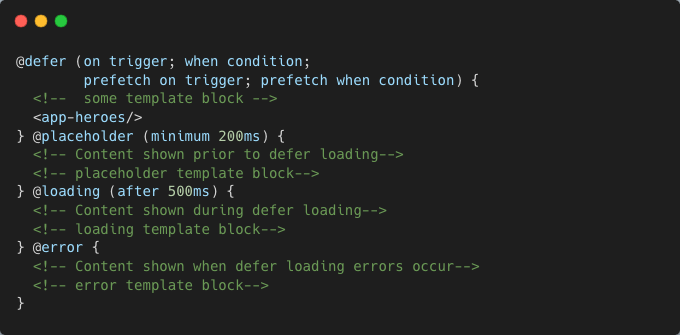 @defer (on trigger; when condition;
        prefetch on trigger; prefetch when condition) {
  <!--  some template block -->
  <app-heroes/>
} @placeholder (minimum 200ms) {
  <!-- Content shown prior to defer loading-->
  <!-- placeholder template block-->
} @loading (after 500ms) {
  <!-- Content shown during defer loading-->
  <!-- loading template block-->
} @error {
  <!-- Content shown when defer loading errors occur-->
  <!-- error template block-->
}